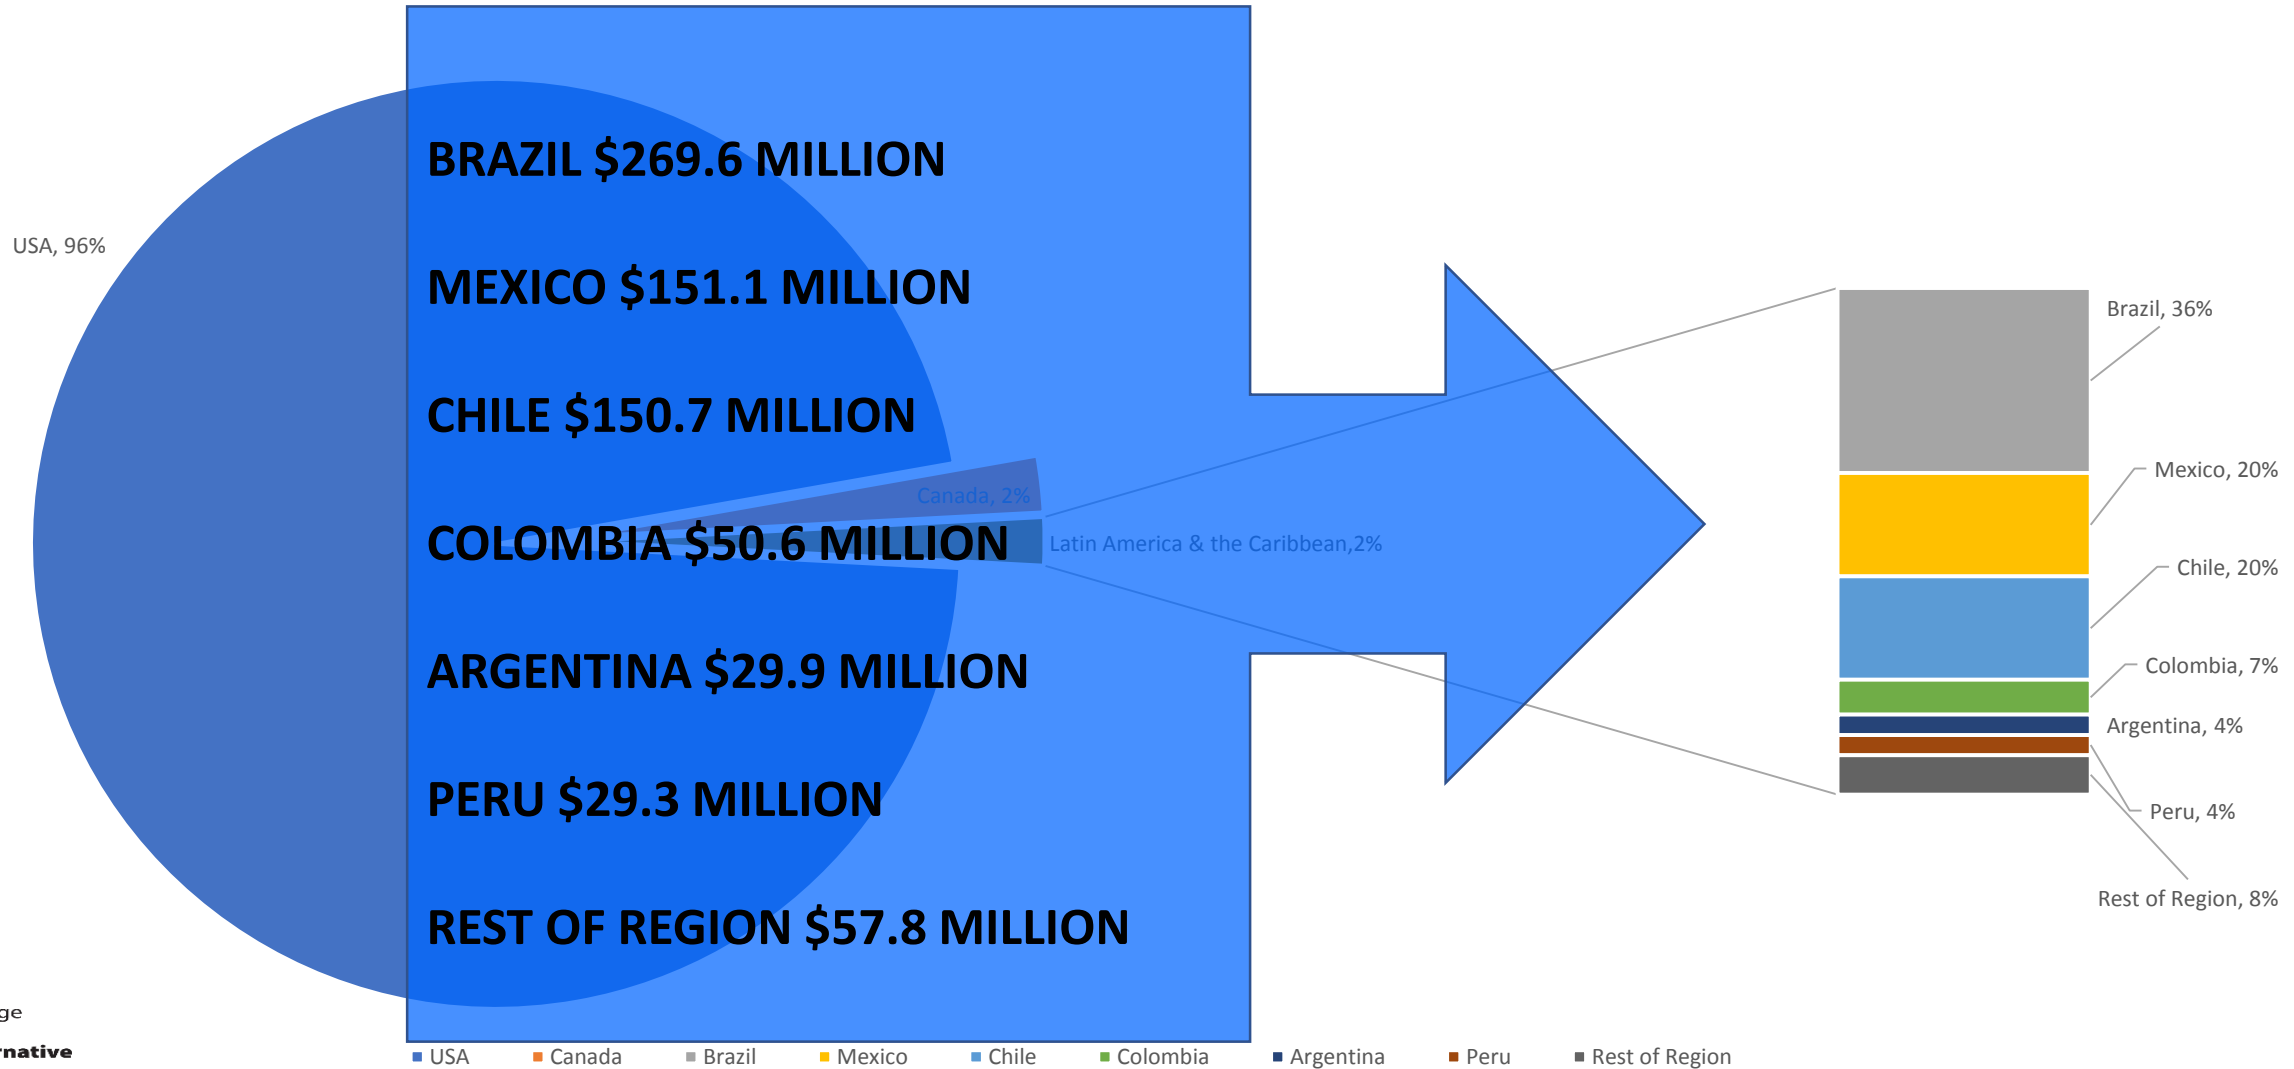 USA, 96%
BRAZIL $269.6 MILLION
MEXICO $151.1 MILLION
CHILE $150.7 MILLION
Canada, 2%
COLOMBIA $50.6 MILLION
Latin America & the Caribbean,2%
ARGENTINA $29.9 MILLION
PERU $29.3 MILLION
REST OF REGION $57.8 MILLION
Brazil, 36%
Mexico, 20%
Chile, 20%
Colombia, 7%
Argentina, 4%
Peru, 4%
Rest of Region, 8%
ge
rnative
USA Canada Brazil Mexico Chile Colombia Argentina Peru Rest of Region